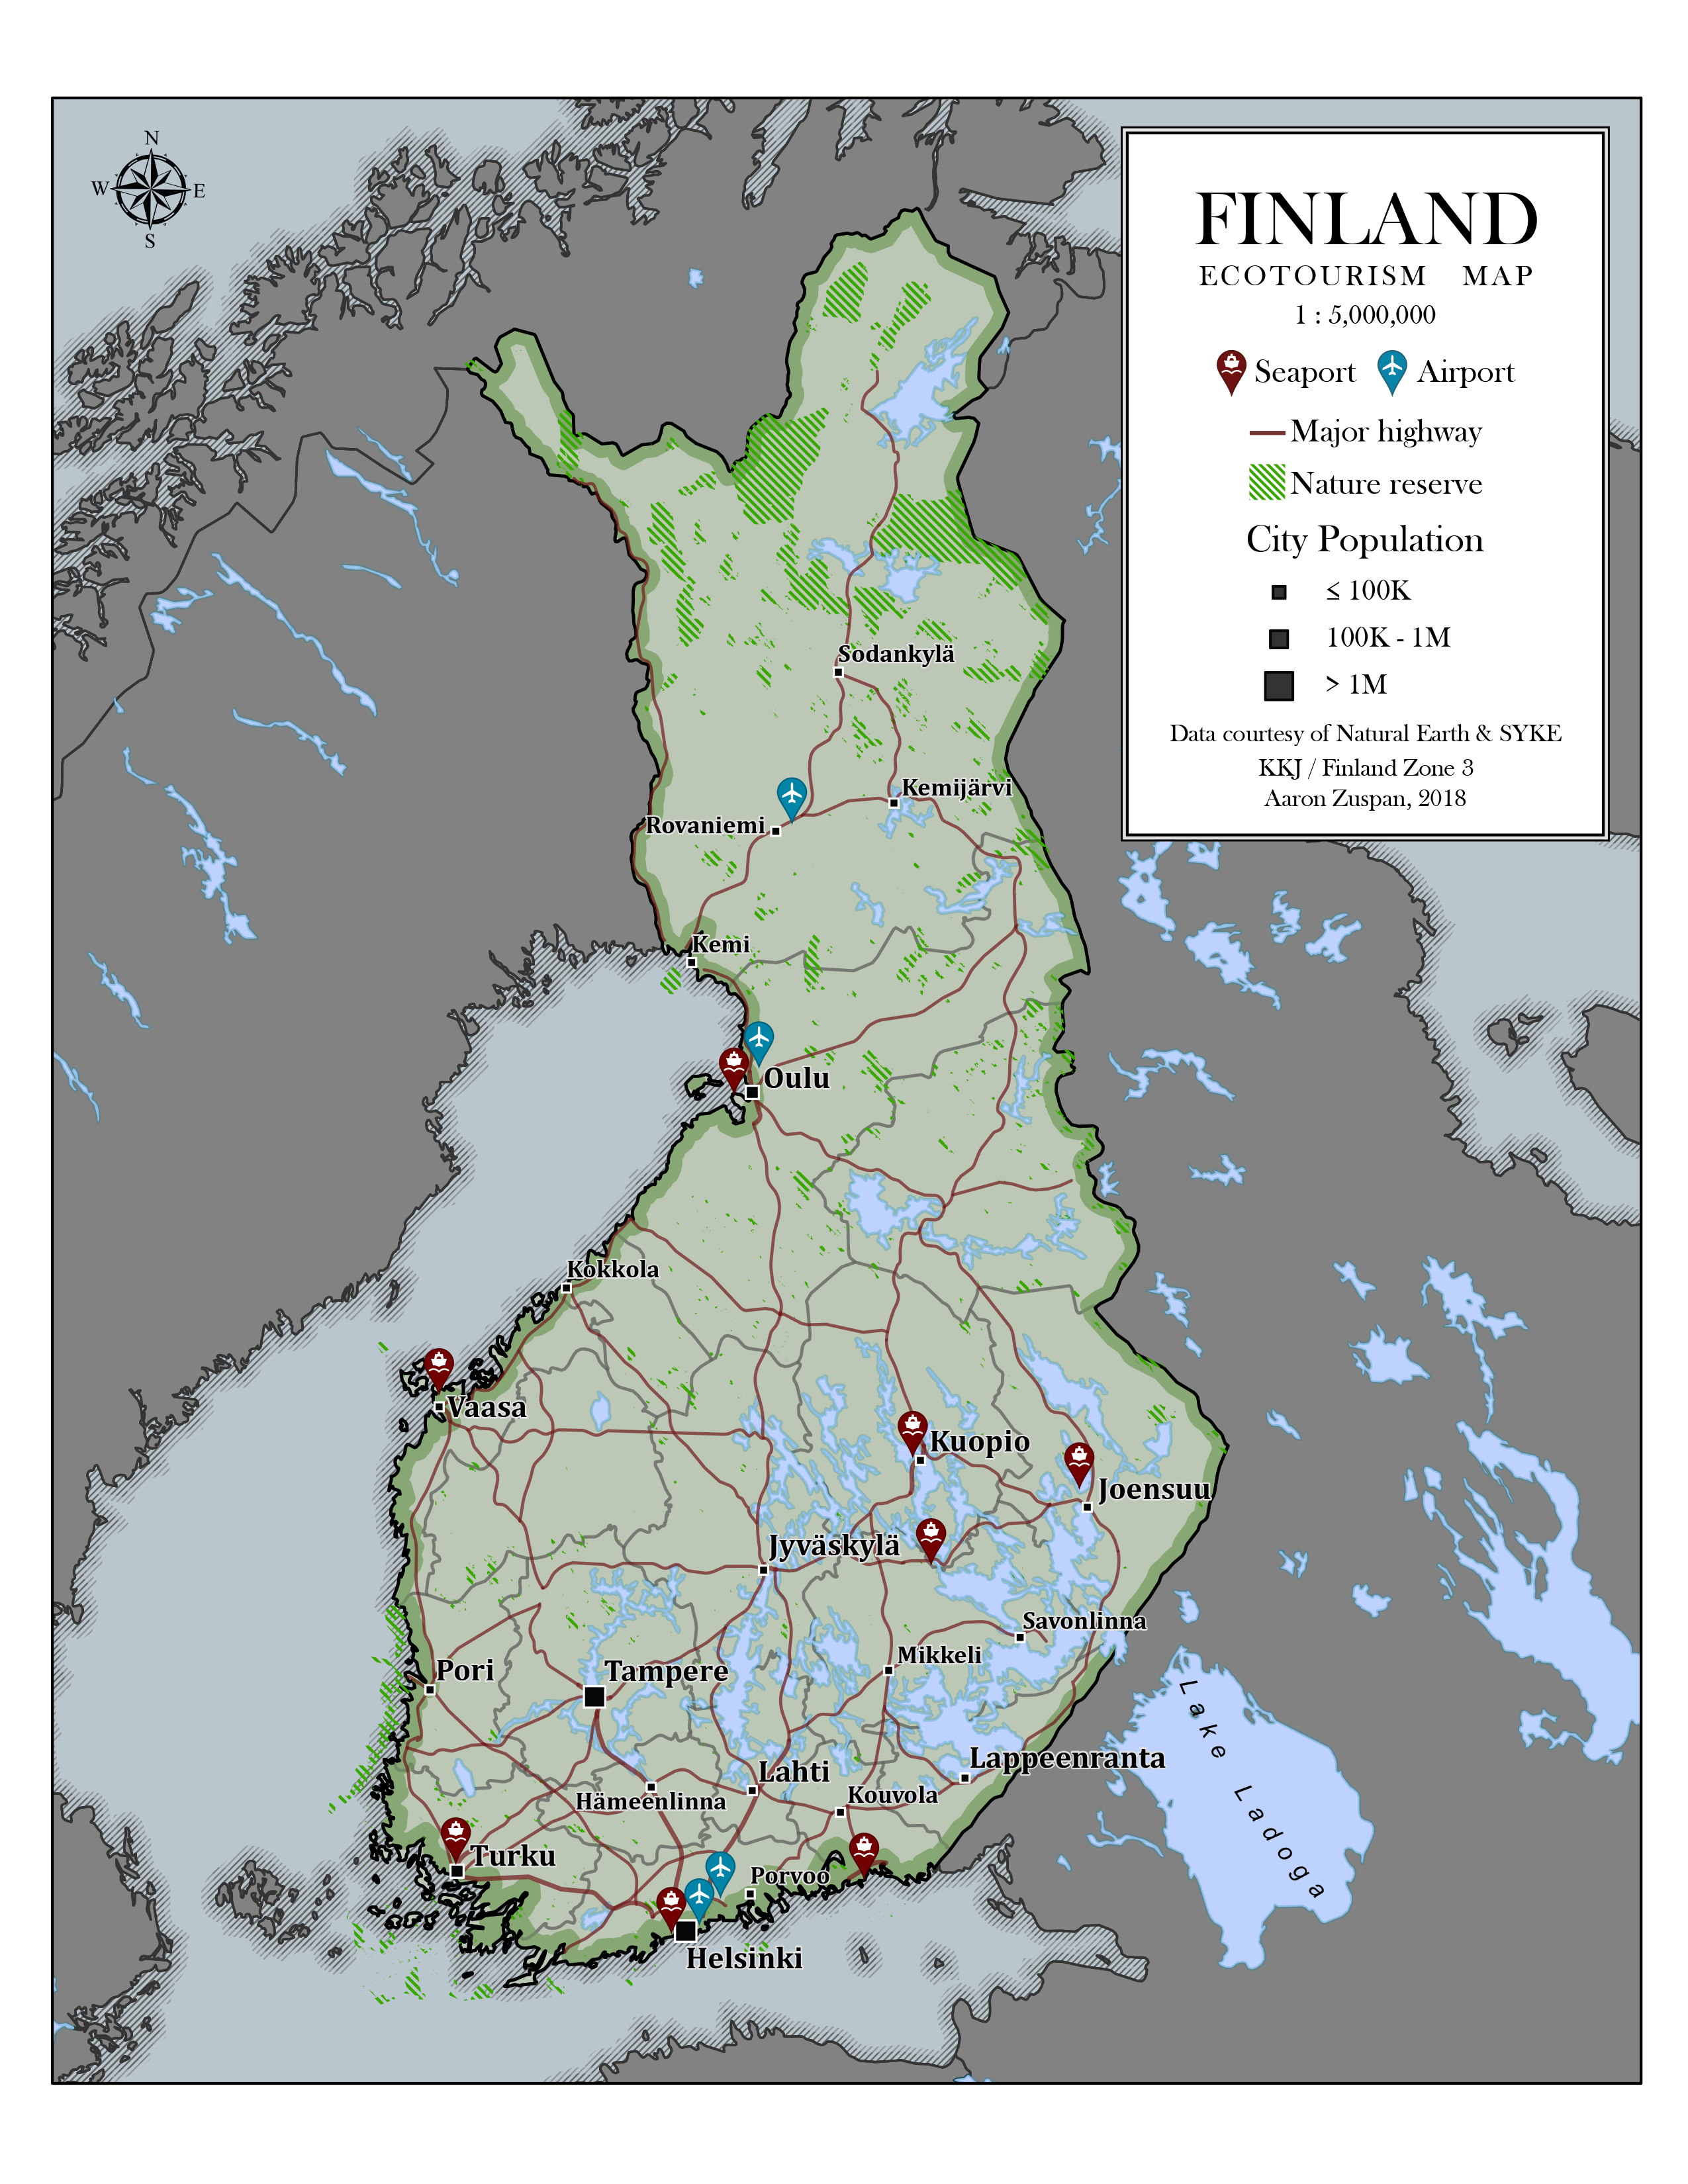 N
W E
S
FINLAND
ECOTOURISM MAP
1 : 5,000,000
Seaport Airport
Major highway
Nature reserve
City Population
≤ 100K
100K - 1M
> 1M
Data courtesy of Natural Earth & SYKE
KKJ / Finland Zone 3
Aaron Zuspan, 2018
Sodankylä
Kemijärvi
Rovaniemi
Kemi
Oulu
Kokkola
Vaasa
Kuopio
Joensuu
Jyväskylä
Savonlinna
Mikkeli
Pori
Tampere
Lake Ladoga
Lappeenranta
Lahti
Kouvola
Hämeenlinna
Turku
Porvoo
Helsinki